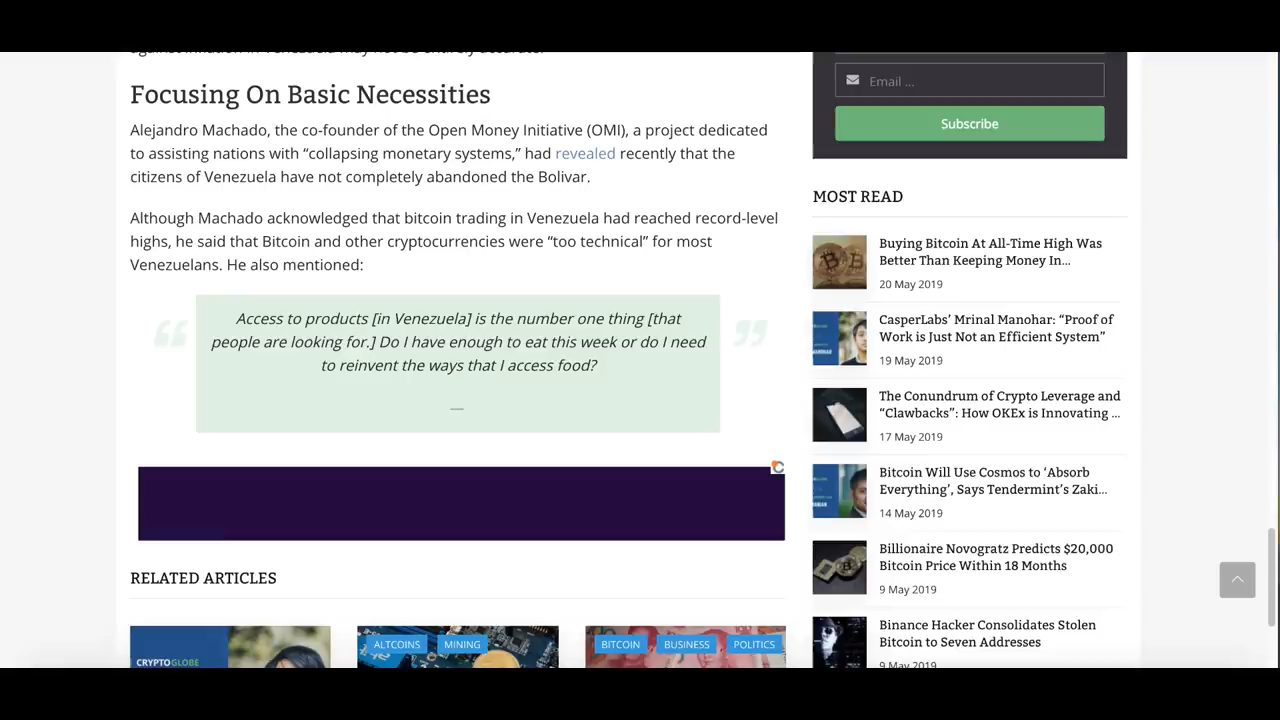 Focusing On Basic Necessities
Alejandro Machado, the co-founder of the Open Money Initiative (OMI), a project dedicated
to assisting nations with “collapsing monetary systems,” had revealed recently that the
citizens of Venezuela have not completely abandoned the Bolivar.
Although Machado acknowledged that bitcoin trading in Venezuela had reached record-level
highs, he said that Bitcoin and other cryptocurrencies were “too technical” for most
Venezuelans. He also mentioned:
“
Access to products [in Venezuela] is the number one thing [that
people are looking for.] Do I have enough to eat this week or do I need
to reinvent the ways that I access food?
”
—
RELATED ARTICLES
CRYPTOGLOBE
ALTCOINS
MINING
BITCOIN
BUSINESS
POLITICS
Email ...
Subscribe
MOST READ
Buying Bitcoin At All-Time High Was
Better Than Keeping Money In...
20 May 2019
CasperLabs’ Mrinal Manohar: “Proof of
Work is Just Not an Efficient System”
19 May 2019
The Conundrum of Crypto Leverage and
“Clawbacks”: How OKEx is Innovating ...
17 May 2019
Bitcoin Will Use Cosmos to ‘Absorb
Everything’, Says Tendermint’s Zaki...
14 May 2019
Billionaire Novogratz Predicts $20,000
Bitcoin Price Within 18 Months
9 May 2019
Binance Hacker Consolidates Stolen
Bitcoin to Seven Addresses
9 May 2019